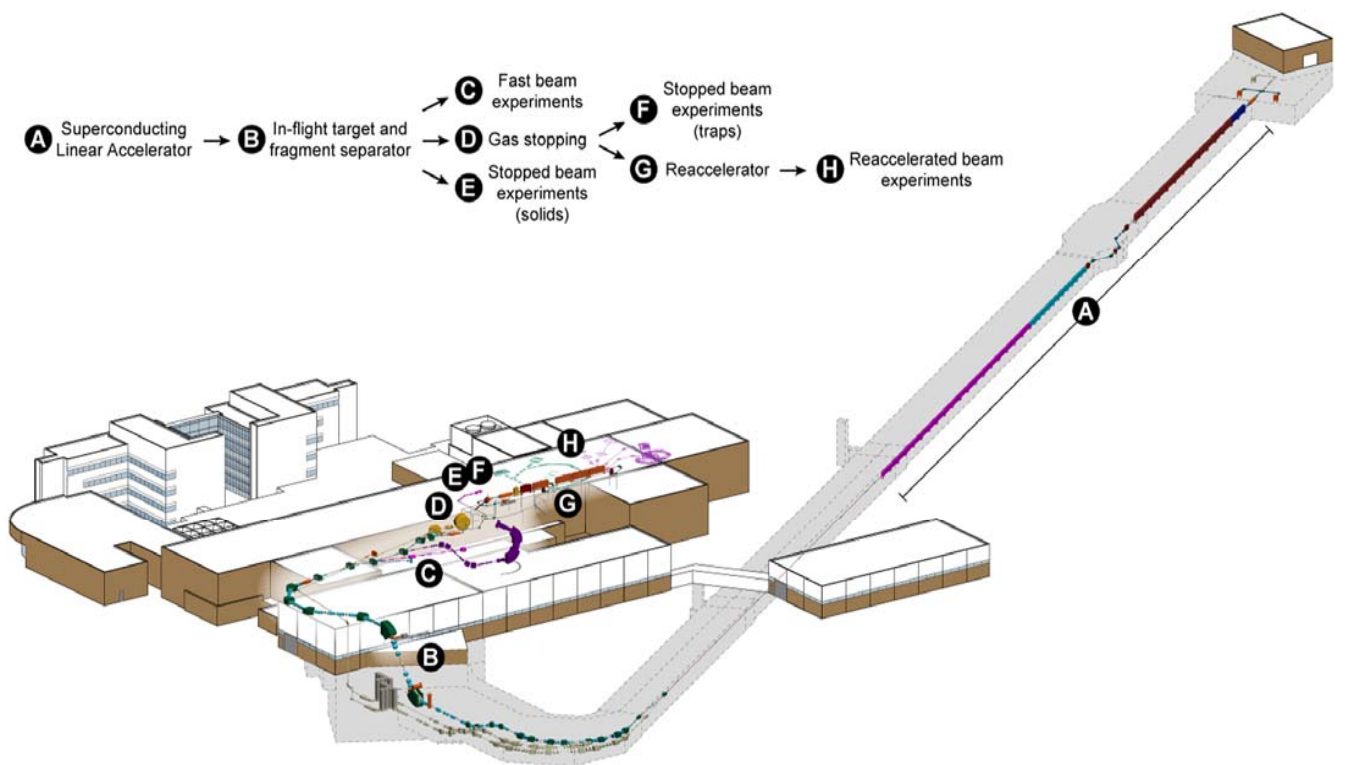 A Superconducting
Linear Accelerator
B In-flight target and
fragment separator
C Fast beam
experiments
D Gas stopping
E Stopped beam
experiments
(solids)
F Stopped beam
experiments
(traps)
G Reaccelerator
H Reaccelerated beam
experiments
A
H
E F
D
G
C
B